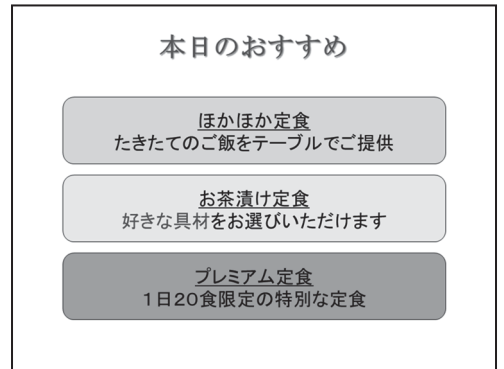 本日のおすすめ
ほかほか定食
たきたてのご飯をテーブルでご提供
お茶漬け定食
好きな具材をお選びいただけます
プレミアム定食
1日20食限定の特別な定食